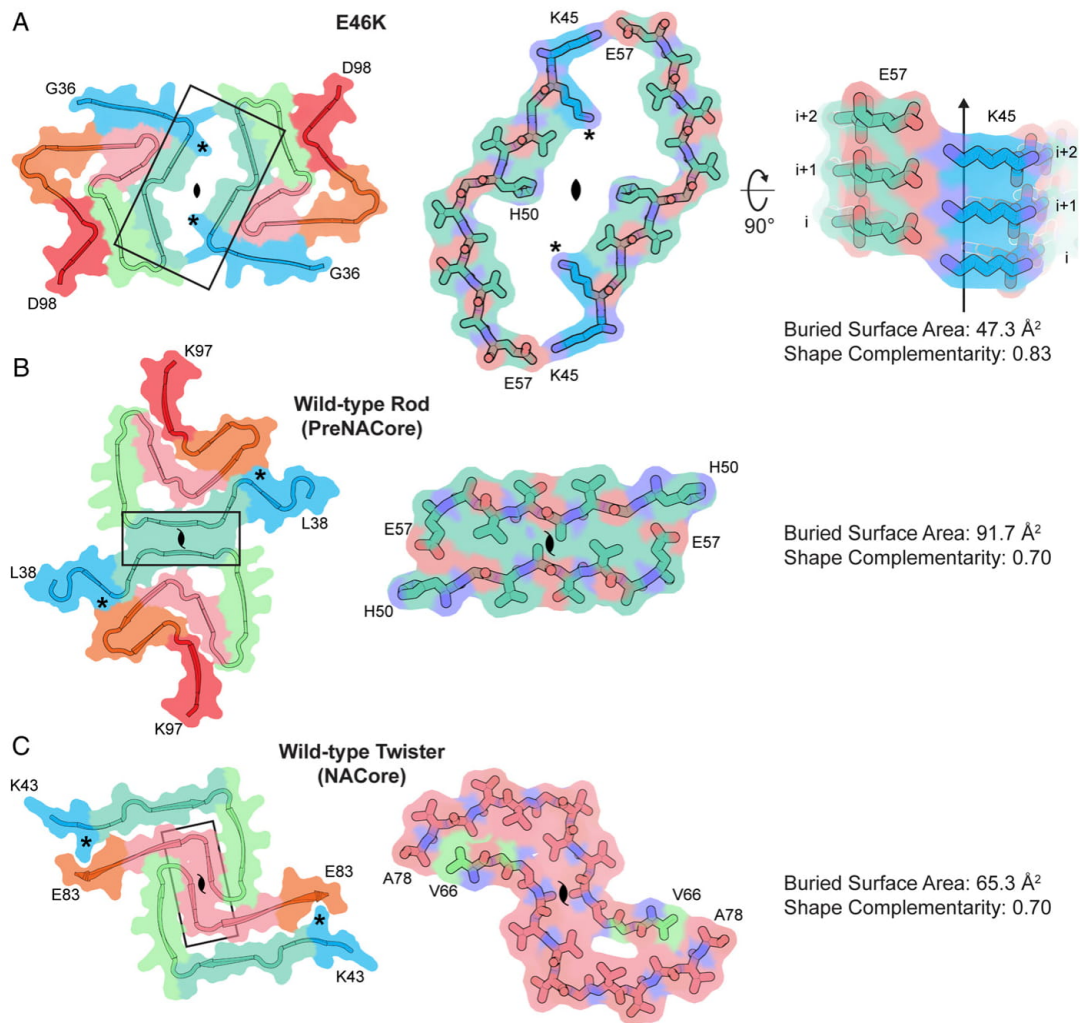 A
E46K
D98
G36
*
*
G36
D98
K45
E57
*
H50
*
E57
K45
90°
E57
K45
i+2
i+1
i
i+2
i+1
i
Buried Surface Area: 47.3 Å²
Shape Complementarity: 0.83
B
K97
Wild-type Rod
(PreNACore)
*
L38
L38
*
K97
H50
E57
E57
H50
Buried Surface Area: 91.7 Å²
Shape Complementarity: 0.70
C
Wild-type Twister
(NACore)
K43
*
E83
E83
*
K43
A78
V66
V66
A78
Buried Surface Area: 65.3 Å²
Shape Complementarity: 0.70